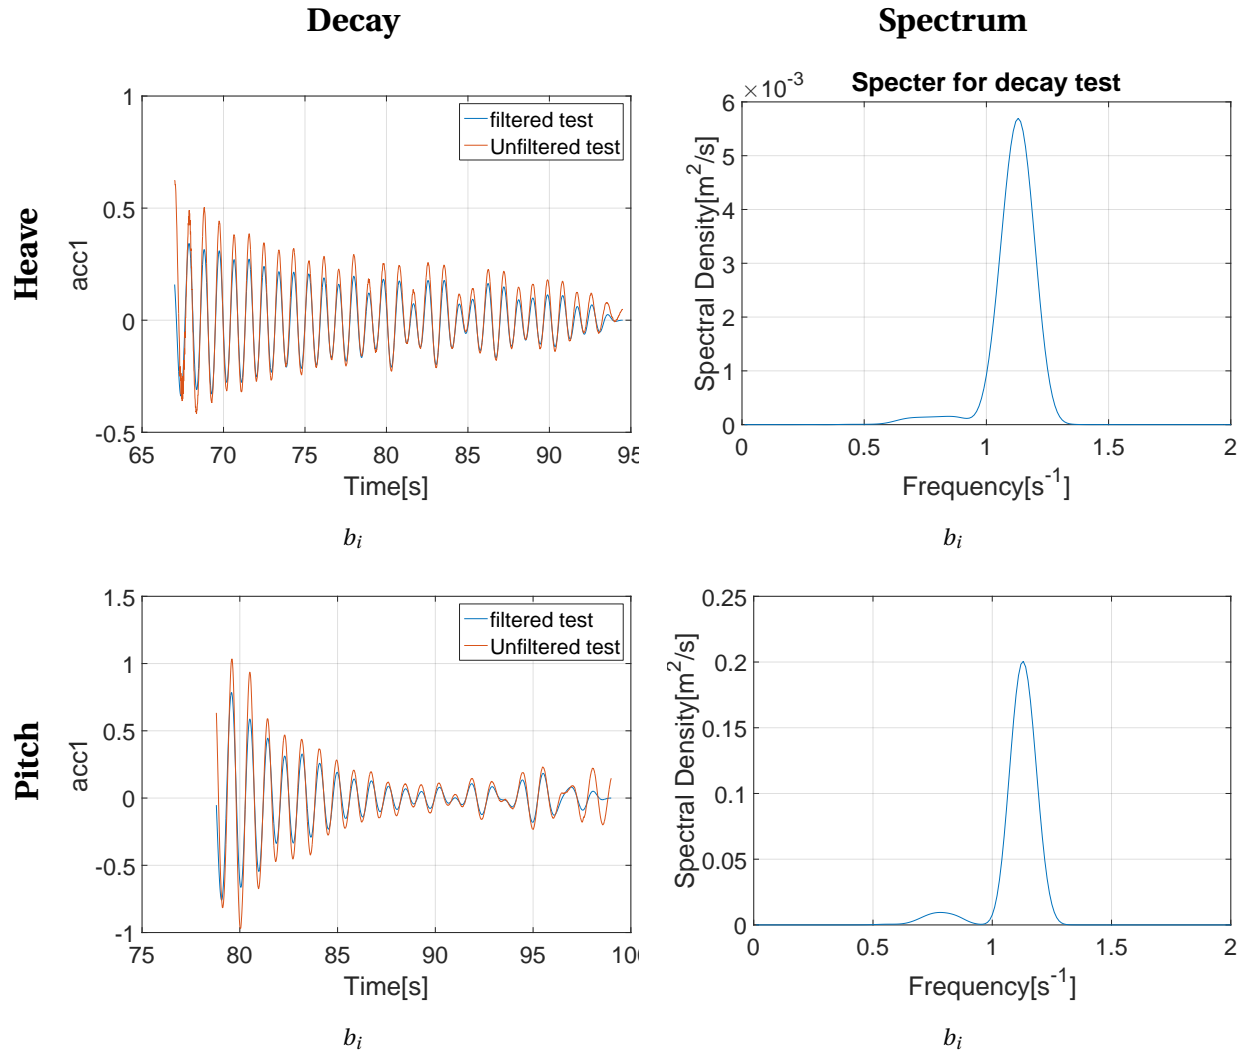 Decay
Spectrum
Heave
1
0.5
0
-0.5
acc1
65 70 75 80 85 90 95
Time[s]
filtered test
Unfiltered test
b_i
×10^-3
Specter for decay test
6
5
4
3
2
1
0
Spectral Density[m^2/s]
0 0.5 1 1.5 2
Frequency[s^-1]
b_i
Pitch
1.5
1
0.5
0
-0.5
-1
acc1
75 80 85 90 95
Time[s]
filtered test
Unfiltered test
b_i
0.25
0.2
0.15
0.1
0.05
0
Spectral Density[m^2/s]
0 0.5 1 1.5 2
Frequency[s^-1]
b_i